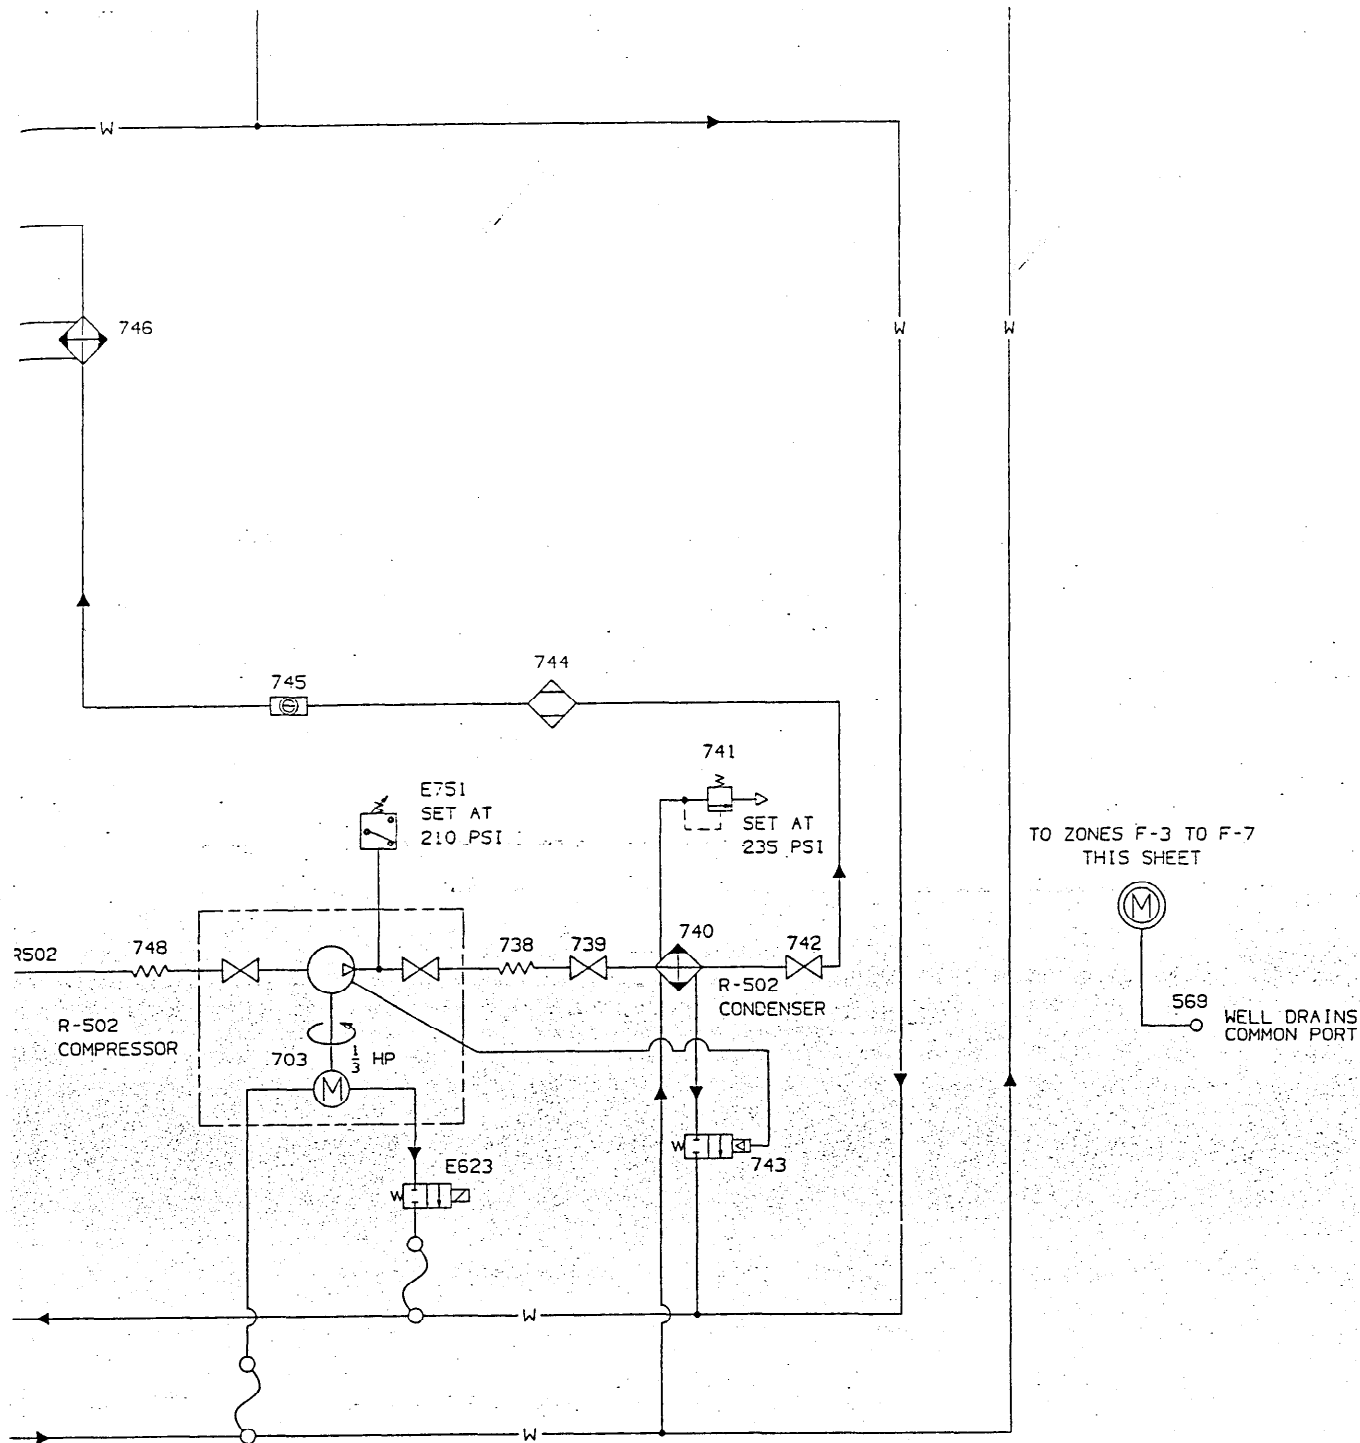 W
746
W
W
744
745
741
E751
SET AT
210 PSI
SET AT
235 PSI
TO ZONES F-3 TO F-7
THIS SHEET
M
R502
748
738
739
740
742
R-502
CONDENSER
569
WELL DRAINS
COMMON PORT
R-502
COMPRESSOR
703
1/3 HP
M
W
743
E623
W
W
W